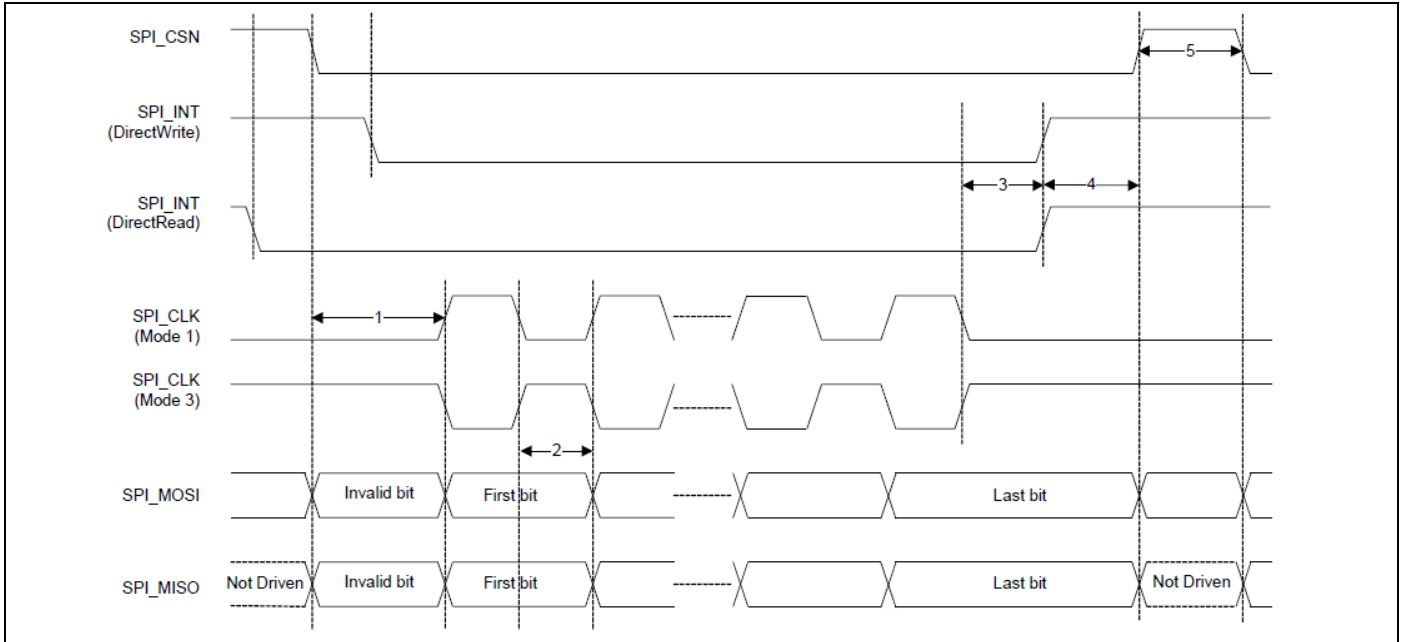 SPI_CSN
5
SPI_INT
(DirectWrite)
3
4
SPI_INT
(DirectRead)
SPI_CLK
(Mode 1)
1
SPI_CLK
(Mode 3)
2
SPI_MOSI
Invalid bit
First bit
Last bit
SPI_MISO
Not Driven
Invalid bit
First bit
Last bit
Not Driven